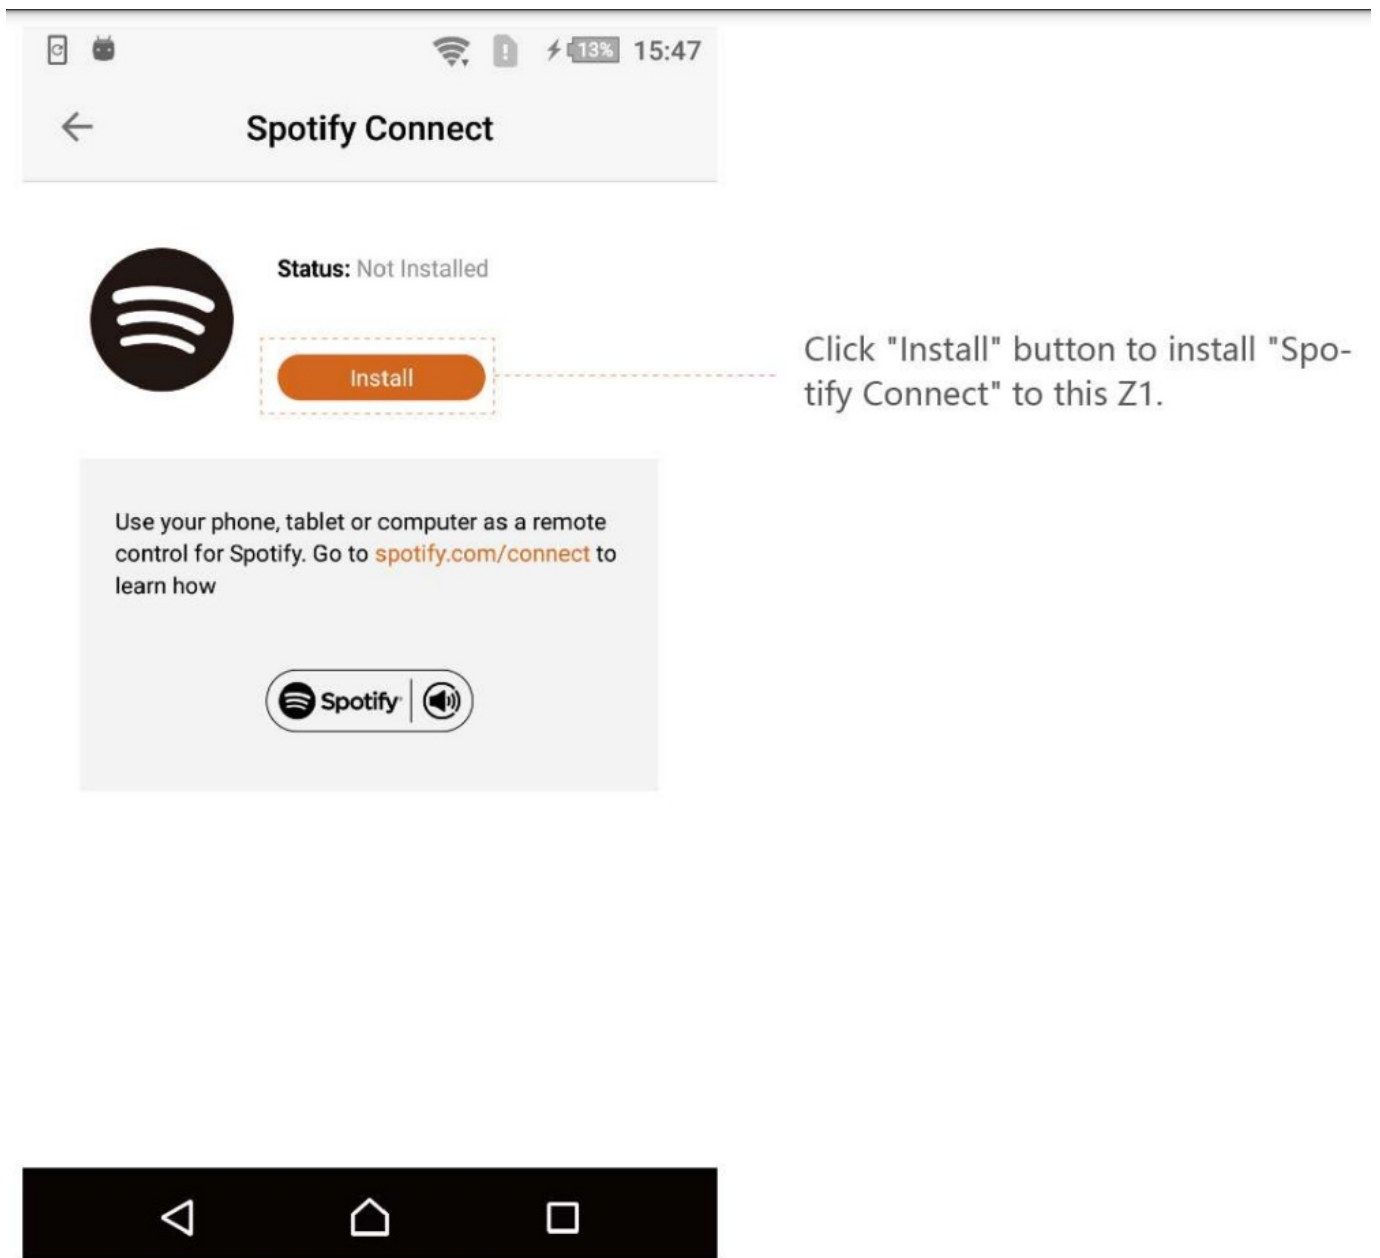 13% 15:47
Spotify Connect
Status: Not Installed
Install
Click "Install" button to install "Spo-
tify Connect" to this Z1.
Use your phone, tablet or computer as a remote
control for Spotify. Go to spotify.com/connect to
learn how
Spotify